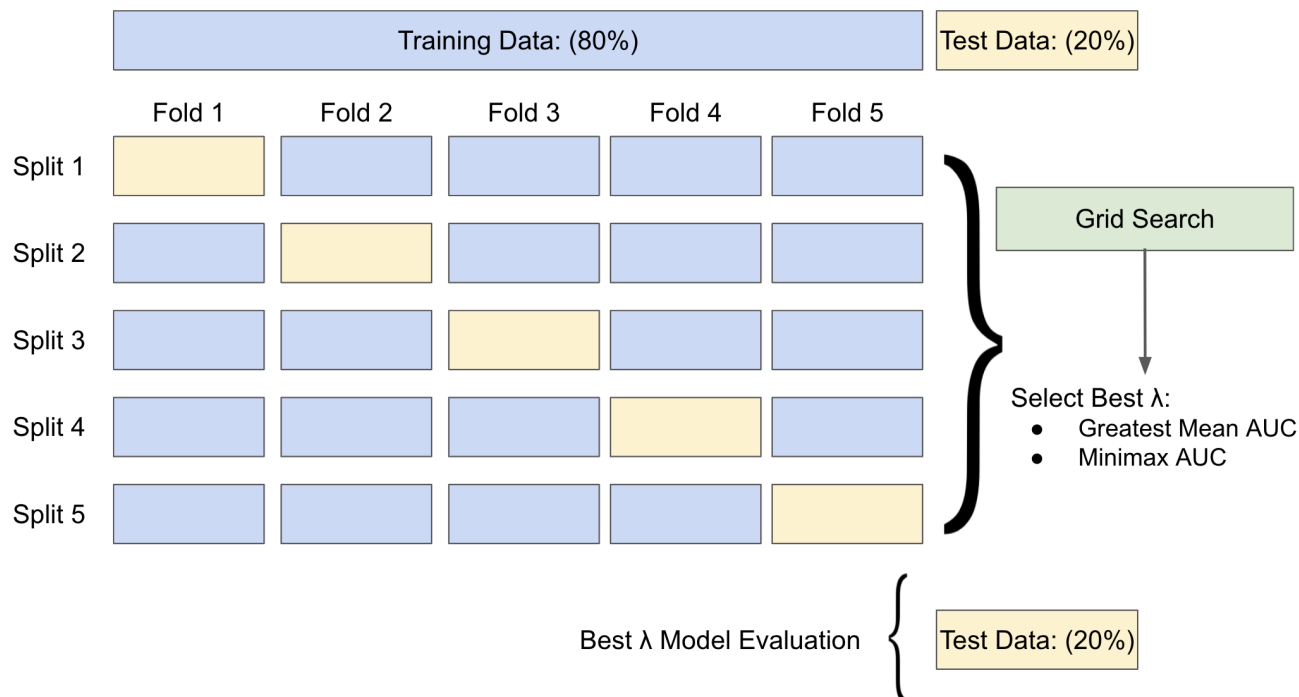 Training Data: (80%)
Test Data: (20%)
Fold 1
Fold 2
Fold 3
Fold 4
Fold 5
Split 1
Split 2
Split 3
Split 4
Split 5
Grid Search
Select Best λ:
● Greatest Mean AUC
● Minimax AUC
Best λ Model Evaluation
Test Data: (20%)